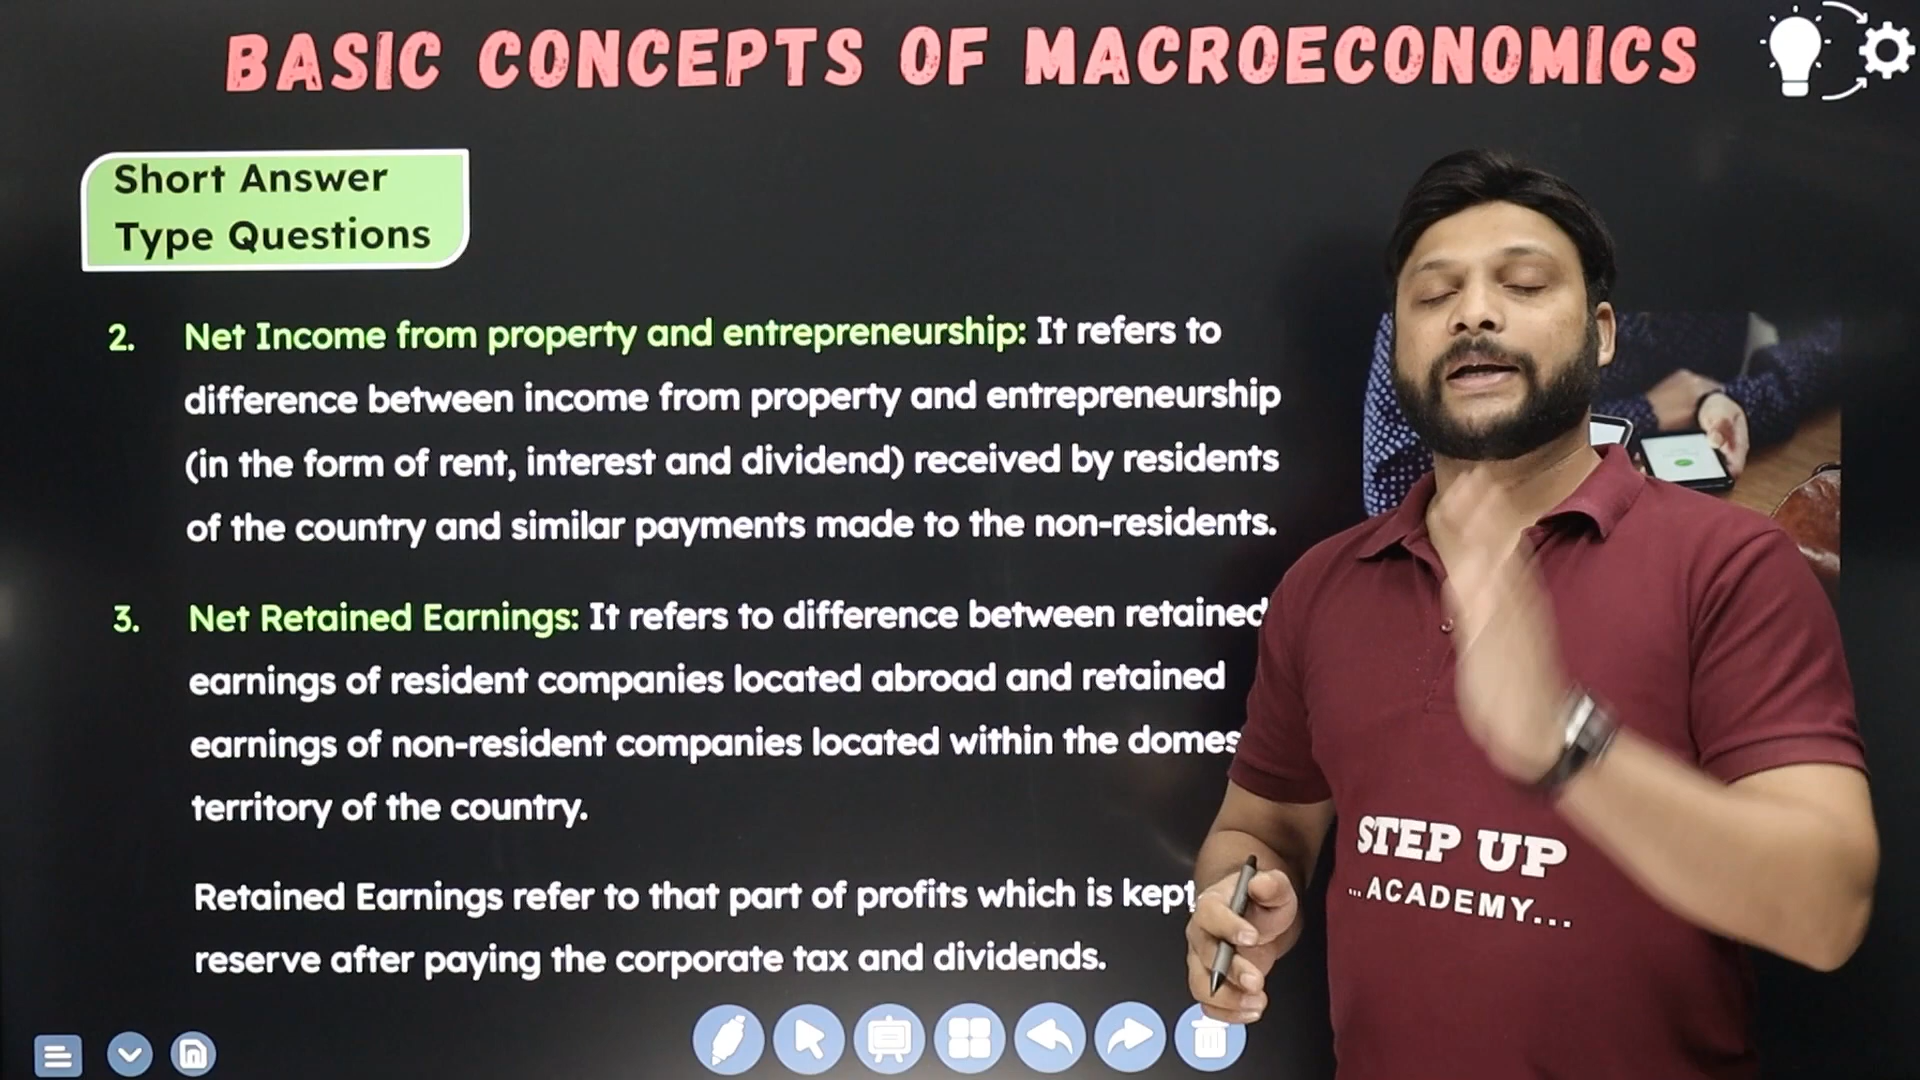 BASIC CONCEPTS OF MACROECONOMICS
Short Answer
Type Questions
2. Net Income from property and entrepreneurship: It refers to
difference between income from property and entrepreneurship
(in the form of rent, interest and dividend) received by residents
of the country and similar payments made to the non-residents.
3. Net Retained Earnings: It refers to difference between retained
earnings of resident companies located abroad and retained
earnings of non-resident companies located within the domes
territory of the country.
Retained Earnings refer to that part of profits which is kept
reserve after paying the corporate tax and dividends.
STEP UP
...ACADEMY...